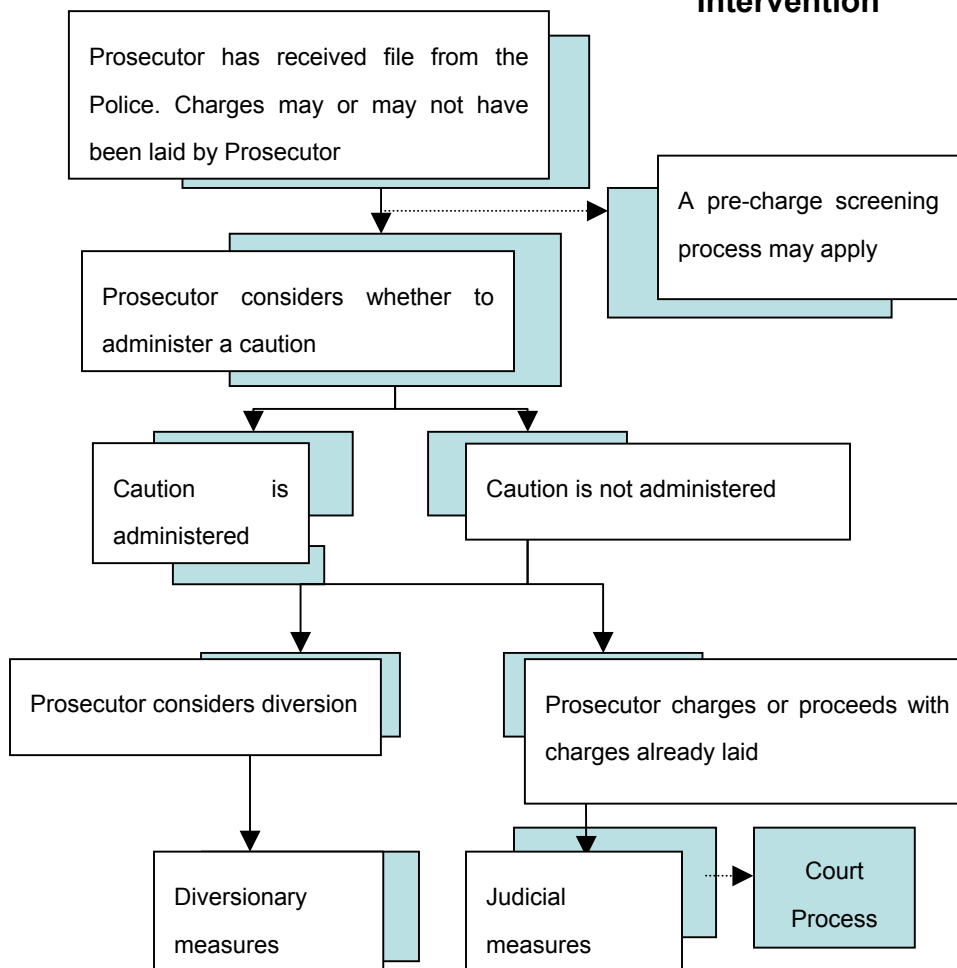 Intervention
Prosecutor has received file from the
Police. Charges may or may not have
been laid by Prosecutor
A pre-charge screening
process may apply
Prosecutor considers whether to
administer a caution
Caution is
administered
Caution is not administered
Prosecutor considers diversion
Prosecutor charges or proceeds with
charges already laid
Diversionary
measures
Judicial
measures
Court
Process